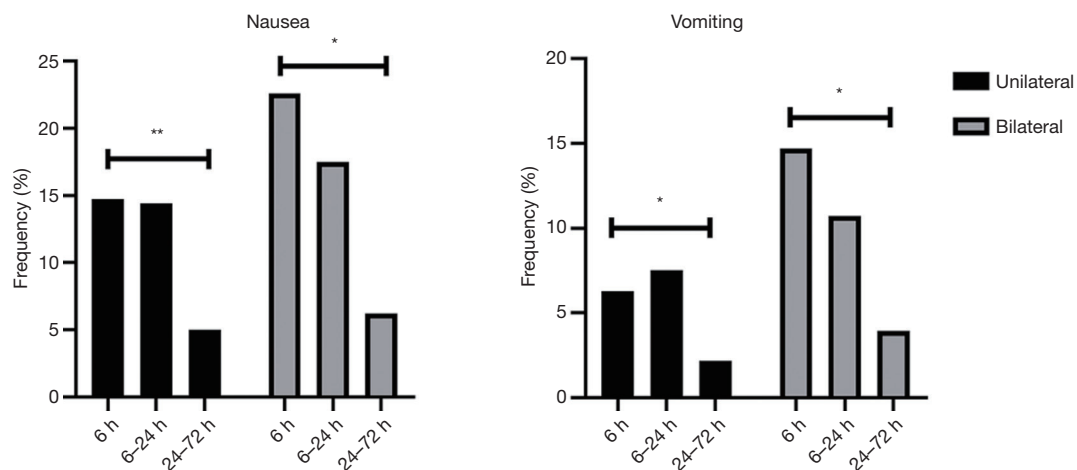 Nausea
25
20
15
10
5
0
Frequency (%)
**
*
6 h
6–24 h
24–72 h
6 h
6–24 h
24–72 h
Vomiting
20
15
10
5
0
Frequency (%)
*
*
6 h
6–24 h
24–72 h
6 h
6–24 h
24–72 h
Unilateral
Bilateral